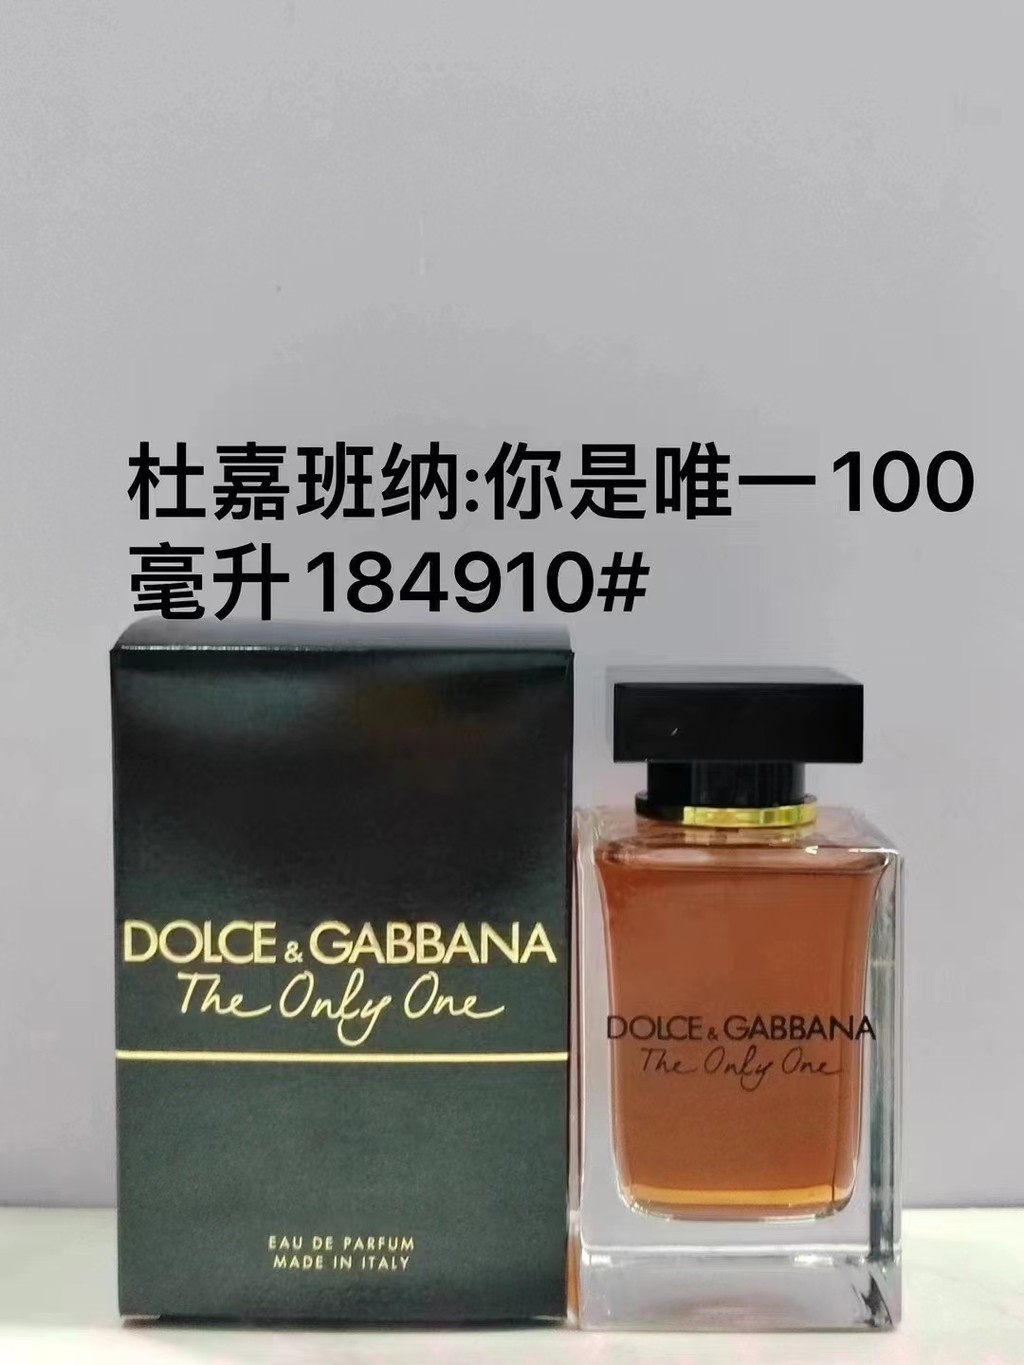 杜嘉班纳:你是唯一100
毫升184910#
DOLCE & GABBANA
The Only One
EAU DE PARFUM
MADE IN ITALY
DOLCE & GABBANA
The Only One